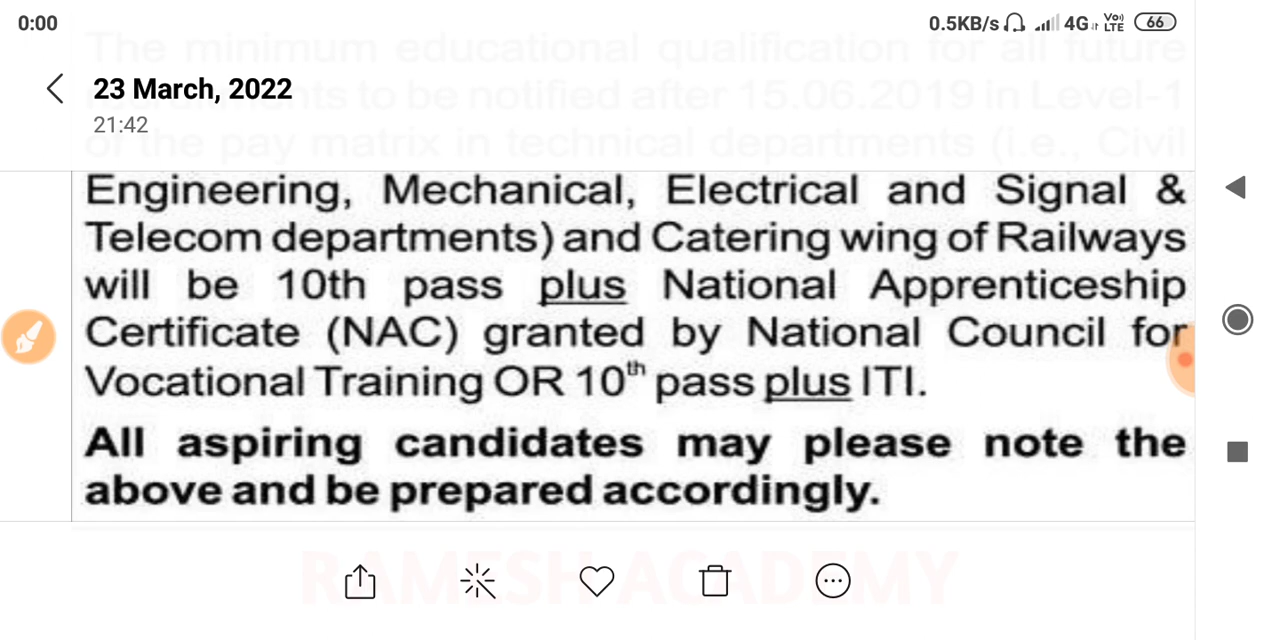 0:00
0.5KB/s 4G Vo) LTE 66
The minimum educational qualification for all future
23 March, 2022
to be notified after 15.06.2019 in Level-1
21:42
of the pay matrix in technical departments (i.e., Civil
Engineering, Mechanical, Electrical and Signal &
Telecom departments) and Catering wing of Railways
will be 10th pass plus National Apprenticeship
Certificate (NAC) granted by National Council for
Vocational Training OR 10th pass plus ITI.
All aspiring candidates may please note the
above and be prepared accordingly.
RAMESH ACADEMY